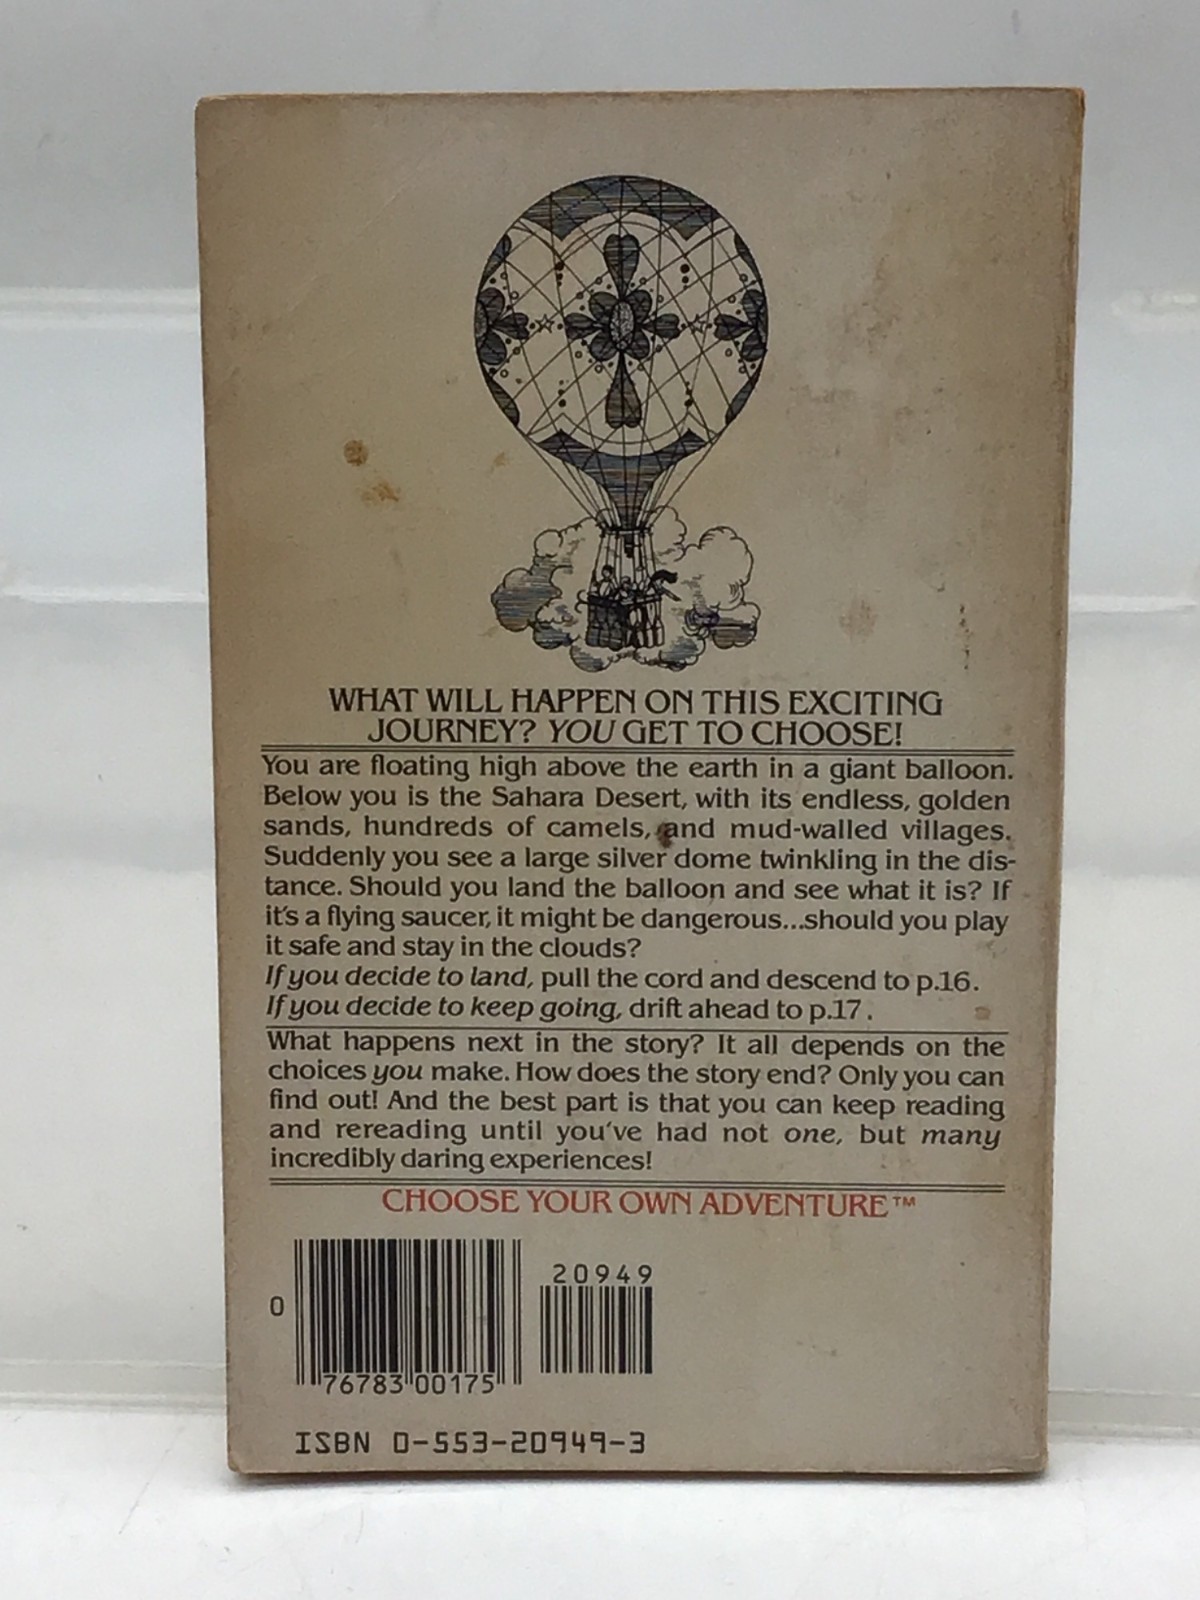 WHAT WILL HAPPEN ON THIS EXCITING
JOURNEY? YOU GET TO CHOOSE!
You are floating high above the earth in a giant balloon.
Below you is the Sahara Desert, with its endless, golden
sands, hundreds of camels, and mud-walled villages.
Suddenly you see a large silver dome twinkling in the dis-
tance. Should you land the balloon and see what it is? If
it's a flying saucer, it might be dangerous...should you play
it safe and stay in the clouds?
If you decide to land, pull the cord and descend to p.16.
If you decide to keep going, drift ahead to p.17.
What happens next in the story? It all depends on the
choices you make. How does the story end? Only you can
find out! And the best part is that you can keep reading
and rereading until you've had not one, but many
incredibly daring experiences!
CHOOSE YOUR OWN ADVENTURE™
20949
0
76783 00175
ISBN 0-553-20949-3